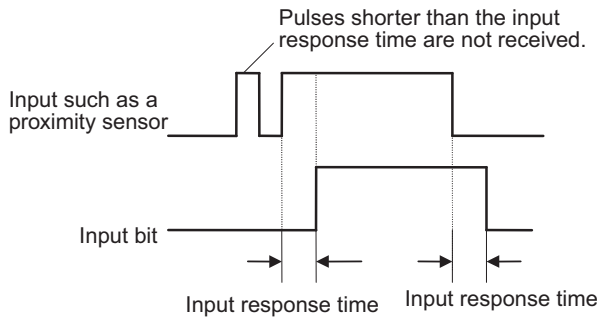 Pulses shorter than the input
response time are not received.
Input such as a
proximity sensor
Input bit
Input response time
Input response time